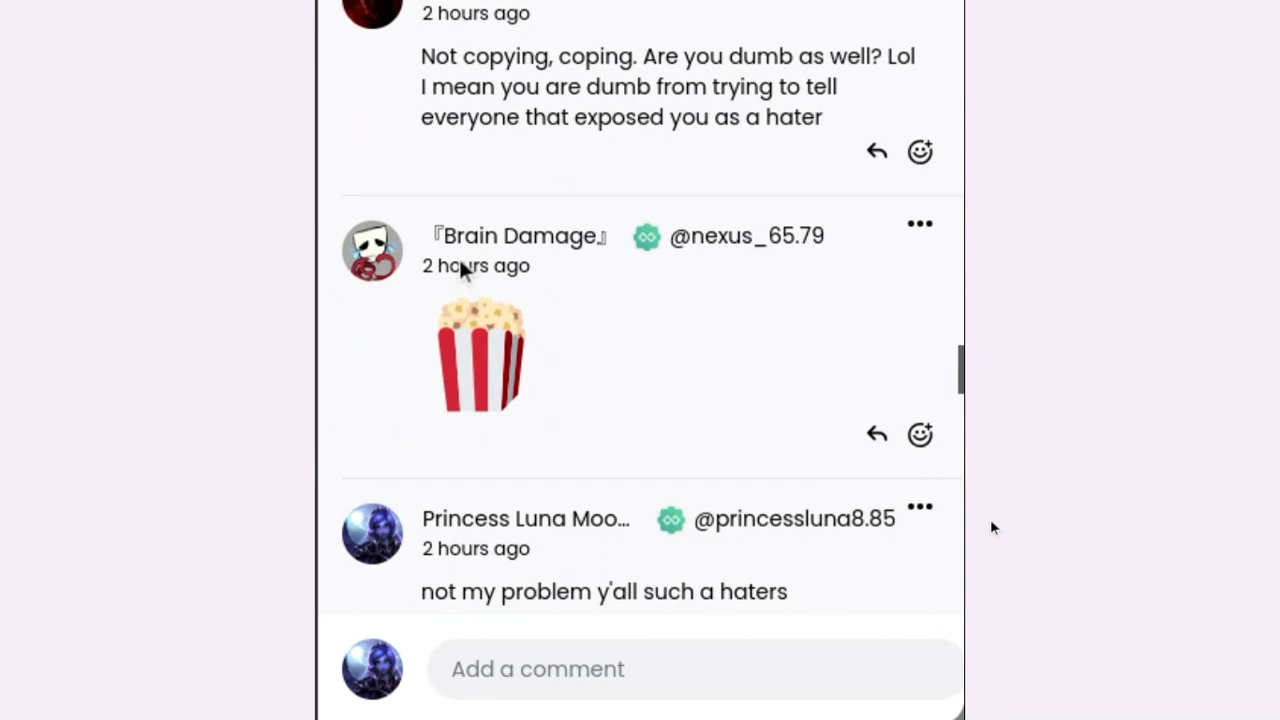 2 hours ago
Not copying, coping. Are you dumb as well? Lol
I mean you are dumb from trying to tell
everyone that exposed you as a hater
『Brain Damage』 @nexus_65.79
2 hours ago
Princess Luna Moo... @princessluna8.85
2 hours ago
not my problem y'all such a haters
Add a comment